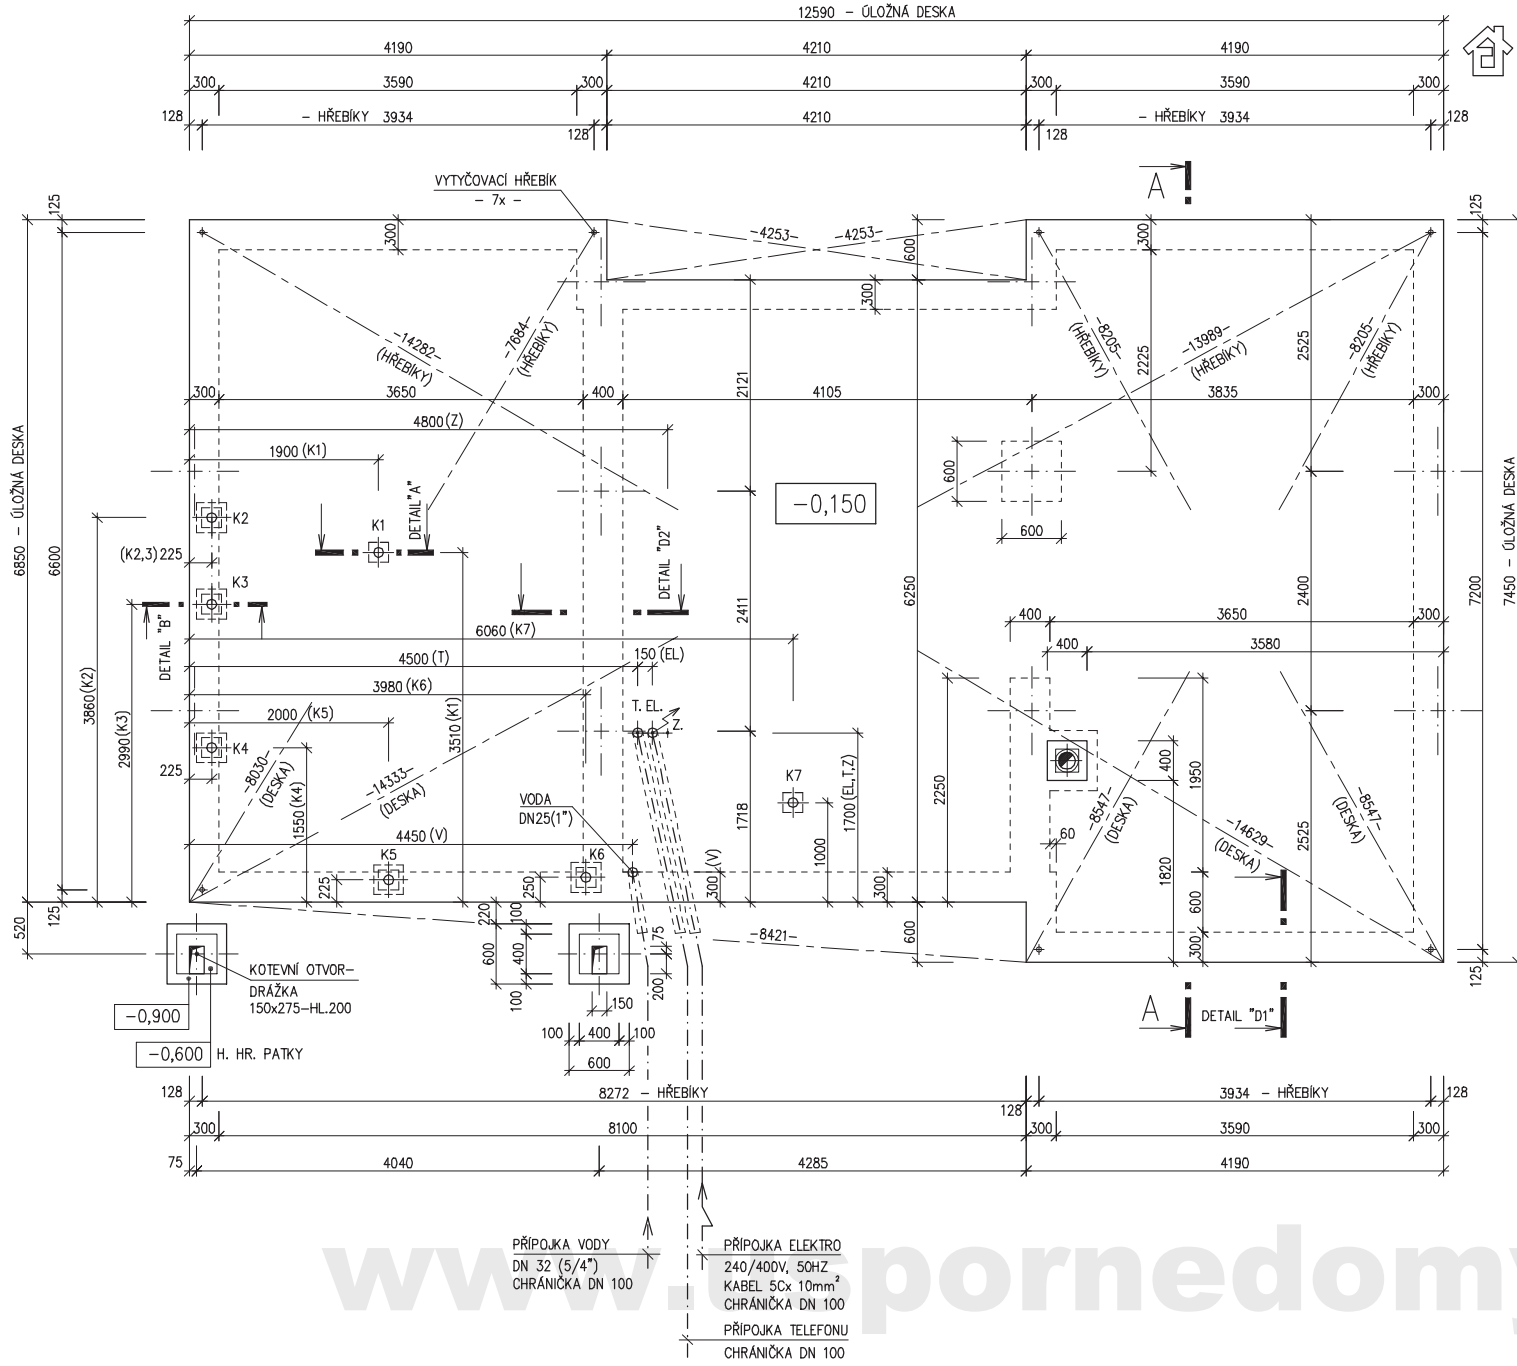 12590 – ÚLOŽNÁ DESKA
4190
4210
4190
300
3590
300
4210
300
3590
300
128
– HŘEBÍKY 3934
128
4210
128
– HŘEBÍKY 3934
128
VYTYČOVACÍ HŘEBÍK
– 7x –
A
125
300
–4253–
–4253–
600
300
125
300
–14282–
(HŘEBÍKY)
–7684–
(HŘEBÍKY)
–8205–
(HŘEBÍKY)
–13989–
(HŘEBÍKY)
–8205–
(HŘEBÍKY)
2225
2525
2121
300
3650
400
4105
3835
300
4800 (Z)
1900 (K1)
600
600
6850 – ÚLOŽNÁ DESKA
6600
7200
7450 – ÚLOŽNÁ DESKA
–0,150
K2
K1
DETAIL "A"
(K2,3) 225
K3
DETAIL "B"
DETAIL "D2"
6250
2411
2400
400
3650
300
400
3580
6060 (K7)
4500 (T)
150 (EL)
3980 (K6)
2000 (K5)
3860 (K2)
2990 (K3)
3510 (K1)
T. EL.
Z.
K4
225
–8030–
(DESKA)
1550 (K4)
–14333–
(DESKA)
VODA
DN25(1")
4450 (V)
K7
1718
1700 (EL,T,Z)
1000
2250
400
1950
60
–8547–
(DESKA)
–14629–
(DESKA)
–8547–
(DESKA)
2525
1820
K5
K6
225
250
300 (V)
300
600
300
600
125
520
125
220
100
600
400
100
75
200
–8421–
150
KOTEVNÍ OTVOR–
DRÁŽKA
150x275–HL.200
–0,900
–0,600 H. HR. PATKY
100
400
100
600
A
DETAIL "D1"
128
8272 – HŘEBÍKY
128
3934 – HŘEBÍKY
128
300
8100
300
3590
300
75
4040
4285
4190
PŘÍPOJKA VODY
DN 32 (5/4")
CHRÁNIČKA DN 100
PŘÍPOJKA ELEKTRO
240/400V, 50HZ
KABEL 5Cx 10mm²
CHRÁNIČKA DN 100
PŘÍPOJKA TELEFONU
CHRÁNIČKA DN 100
www.uspornedomy